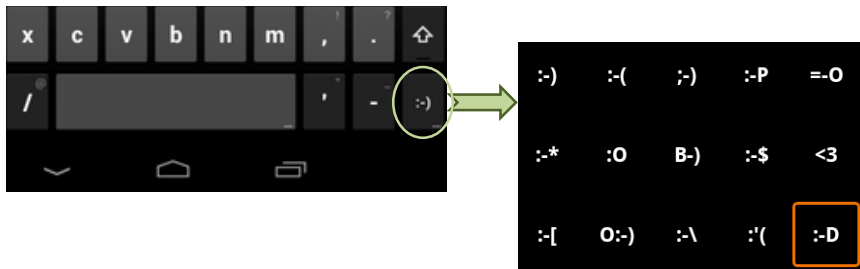 ! ?
x c v b n m , .
@ " _
/ ' - :-)
:-) :-( ;-) :-P =-O
:-* :O B-) :-$ <3
:-[ O:-) :-\ :'( :-D